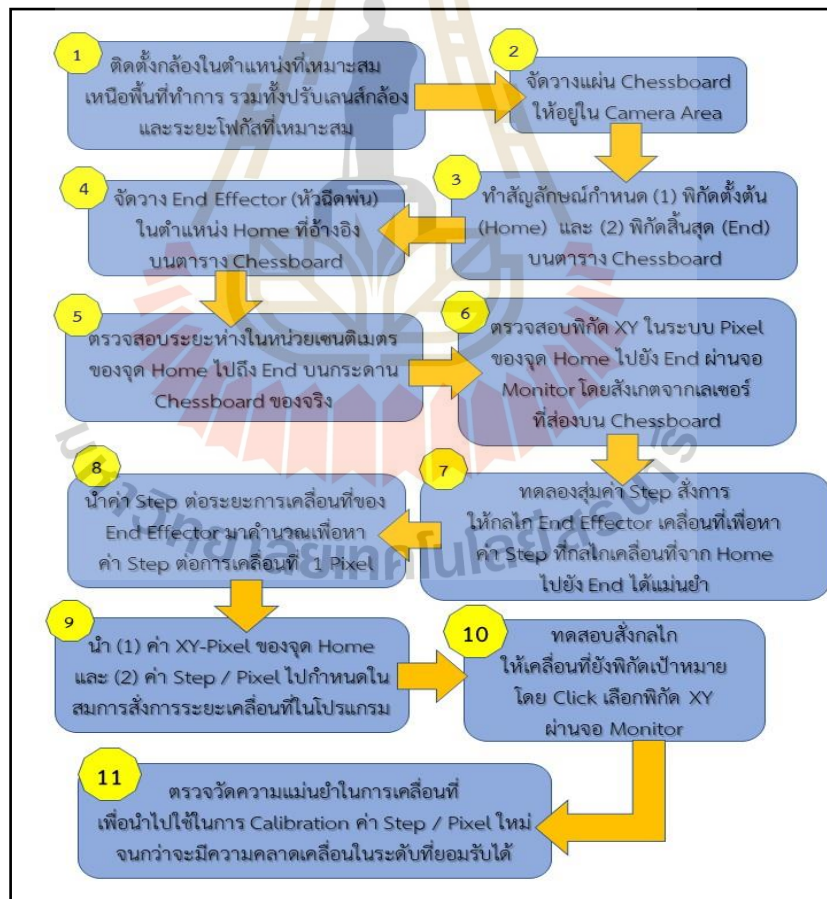 1
ติดตั้งกล้องในตำแหน่งที่เหมาะสม
เหนือพื้นที่ทำการ รวมทั้งปรับเลนส์กล้อง
และระยะโฟกัสที่เหมาะสม
2
จัดวางแผ่น Chessboard
ให้อยู่ใน Camera Area
3
ทำสัญลักษณ์กำหนด (1) พิกัดตั้งต้น
(Home) และ (2) พิกัดสิ้นสุด (End)
บนตาราง Chessboard
4
จัดวาง End Effector (หัวฉีดพ่น)
ในตำแหน่ง Home ที่อ้างอิง
บนตาราง Chessboard
5
ตรวจสอบระยะห่างในหน่วยเซนติเมตร
ของจุด Home ไปถึง End บนกระดาน
Chessboard ของจริง
6
ตรวจสอบพิกัด XY ในระบบ Pixel
ของจุด Home ไปยัง End ผ่านจอ
Monitor โดยสังเกตจากเลเซอร์
ที่ส่องบน Chessboard
7
ทดลองสุ่มค่า Step สั่งการ
ให้กลไก End Effector เคลื่อนที่เพื่อหา
ค่า Step ที่กลไกเคลื่อนที่จาก Home
ไปยัง End ได้แม่นยำ
8
นำค่า Step ต่อระยะการเคลื่อนที่ของ
End Effector มาคำนวณเพื่อหา
ค่า Step ต่อการเคลื่อนที่ 1 Pixel
9
นำ (1) ค่า XY-Pixel ของจุด Home
และ (2) ค่า Step / Pixel ไปกำหนดใน
สมการสั่งการระยะเคลื่อนที่ในโปรแกรม
10
ทดสอบสั่งกลไก
ให้เคลื่อนที่ยังพิกัดเป้าหมาย
โดย Click เลือกพิกัด XY
ผ่านจอ Monitor
11
ตรวจวัดความแม่นยำในการเคลื่อนที่
เพื่อนำไปใช้ในการ Calibration ค่า Step / Pixel ใหม่
จนกว่าจะมีความคลาดเคลื่อนในระดับที่ยอมรับได้
มหาวิทยาลัยเทคโนโลยีสุรนารี